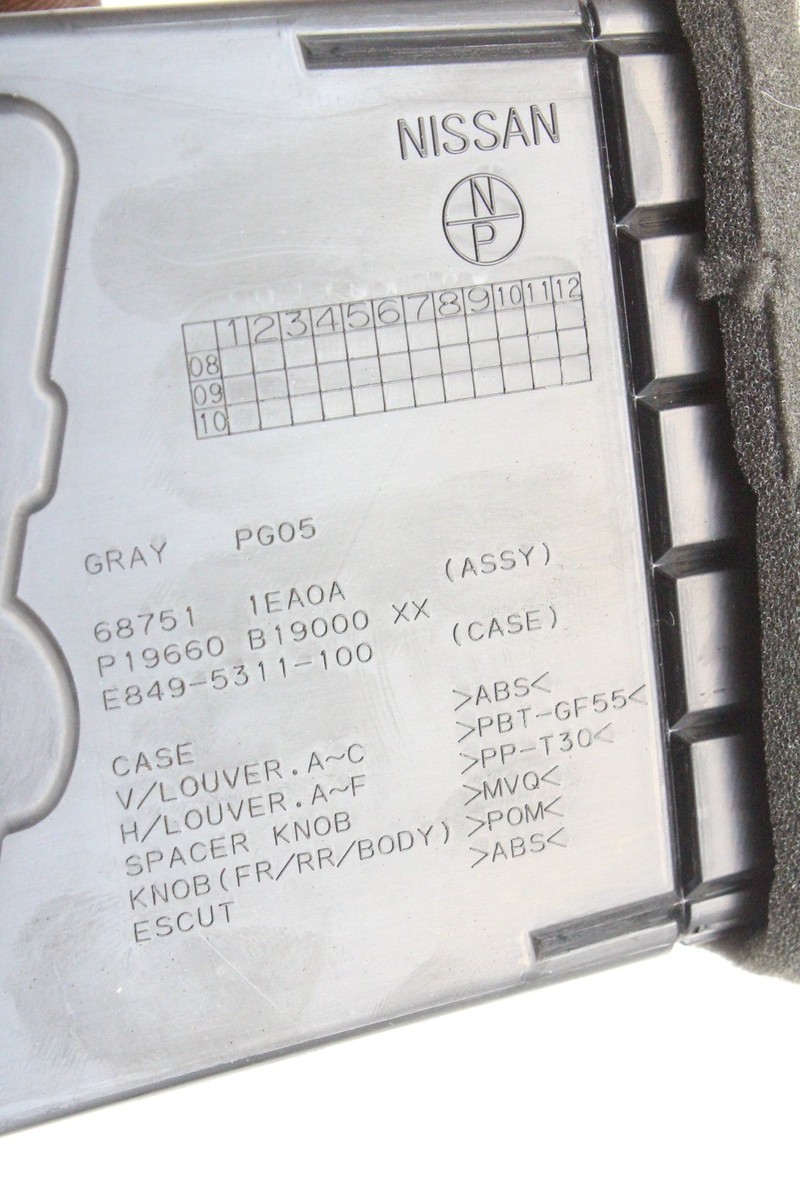 NISSAN
N
P
1 2 3 4 5 6 7 8 9 10 11 12
08
09
10
GRAY PG05
68751 1EA0A (ASSY)
P19660 B19000 XX
E849-5311-100 (CASE)
CASE >ABS<
V/LOUVER.A~C >PBT-GF55<
H/LOUVER.A~F >PP-T30<
SPACER KNOB >MVQ<
KNOB(FR/RR/BODY) >POM<
ESCUT >ABS<